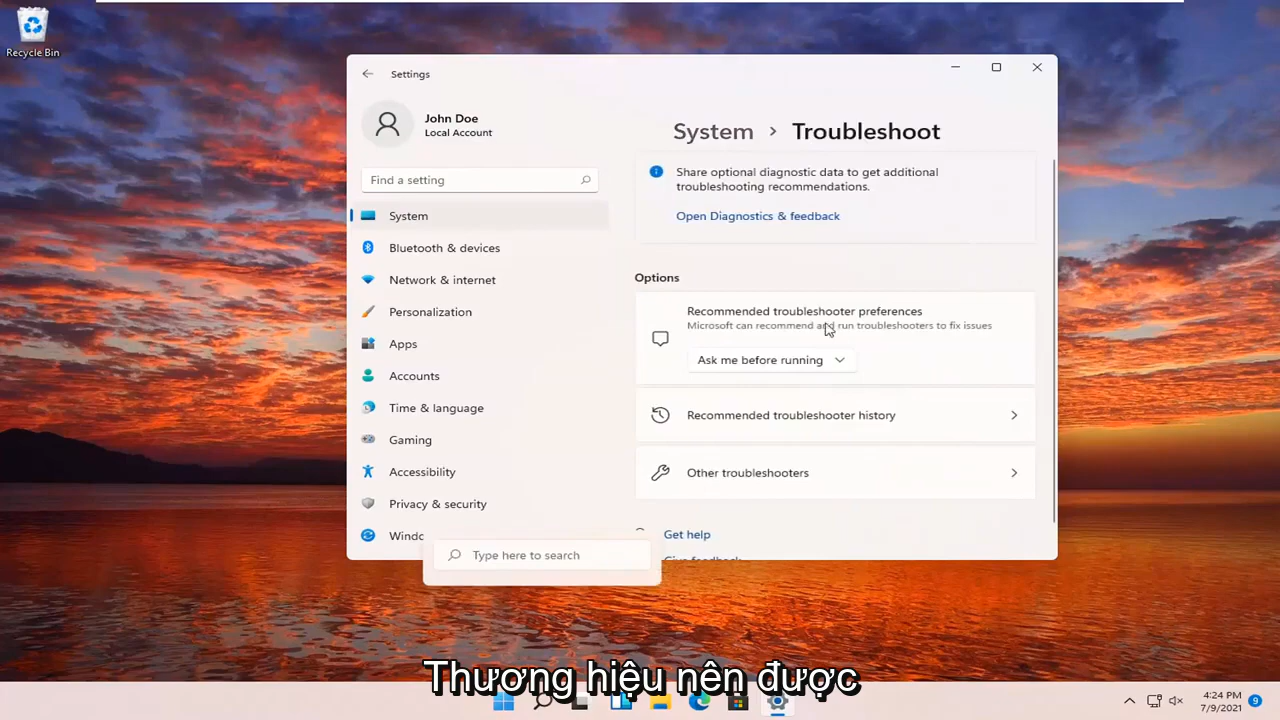 Recycle Bin
Settings
John Doe
Local Account
Find a setting
System
Bluetooth & devices
Network & internet
Personalization
Apps
Accounts
Time & language
Gaming
Accessibility
Privacy & security
Windo
System > Troubleshoot
Share optional diagnostic data to get additional
troubleshooting recommendations.
Open Diagnostics & feedback
Options
Recommended troubleshooter preferences
Microsoft can recommend and run troubleshooters to fix issues
Ask me before running
Recommended troubleshooter history
Other troubleshooters
Get help
Give feedback
Type here to search
Thương hiệu nên được
4:24 PM
7/9/2021
9